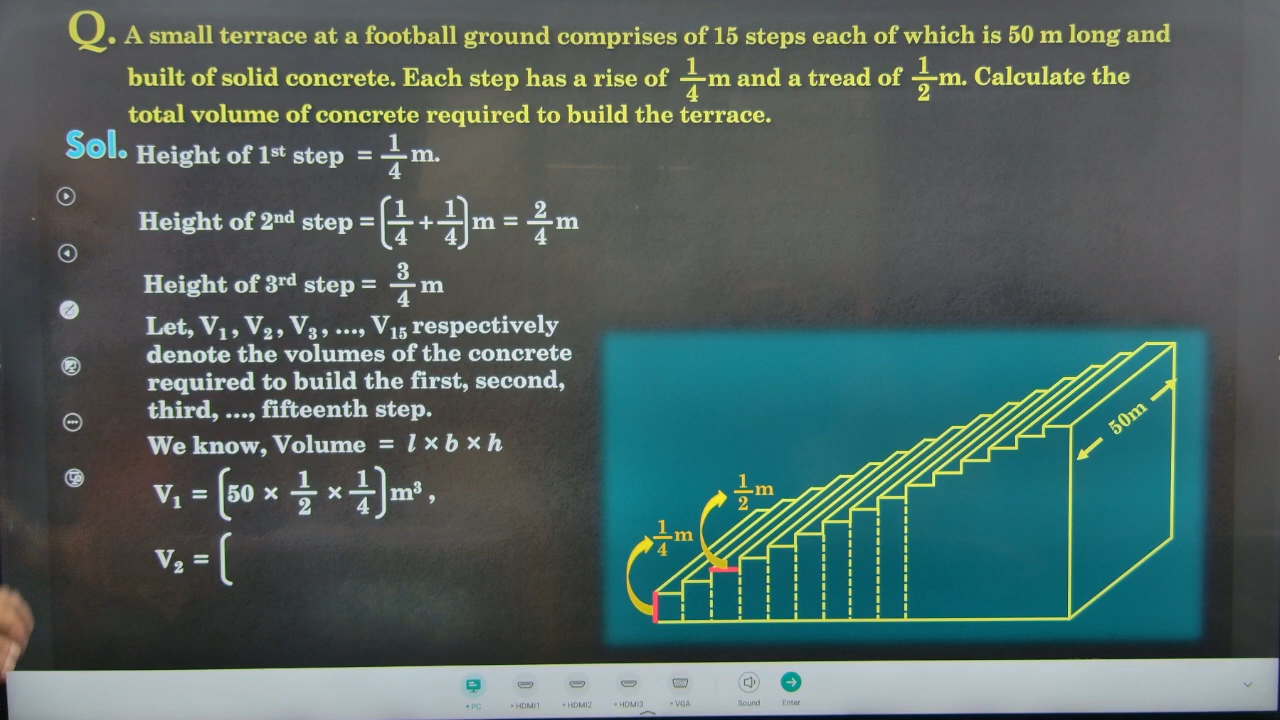 Q. A small terrace at a football ground comprises of 15 steps each of which is 50 m long and
built of solid concrete. Each step has a rise of 1/4 m and a tread of 1/2 m. Calculate the
total volume of concrete required to build the terrace.
Sol. Height of 1st step = 1/4 m.
Height of 2nd step = (1/4 + 1/4) m = 2/4 m
Height of 3rd step = 3/4 m
Let, V₁, V₂, V₃, ..., V₁₅ respectively
denote the volumes of the concrete
required to build the first, second,
third, ..., fifteenth step.
We know, Volume = l × b × h
V₁ = (50 × 1/2 × 1/4) m³ ,
V₂ = (
1/4 m
1/2 m
50m
PC
HDMI1
HDMI2
HDMI3
VGA
Sound
Enter